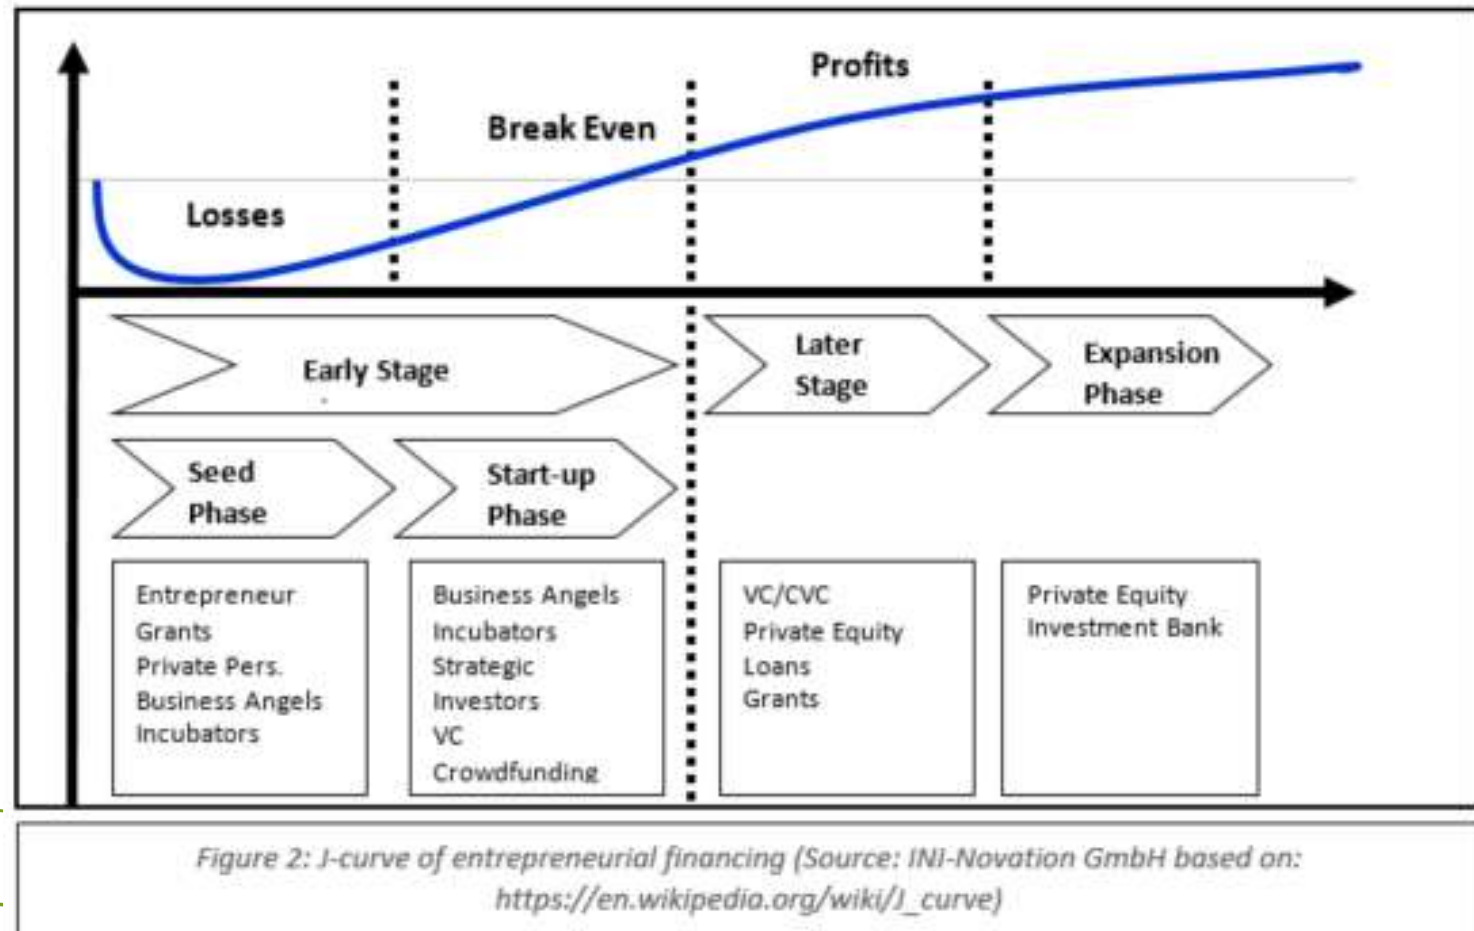 Profits
Break Even
Losses
Early Stage
Later
Stage
Expansion
Phase
Seed
Phase
Start-up
Phase
Entrepreneur
Grants
Private Pers.
Business Angels
Incubators
Business Angels
Incubators
Strategic
Investors
VC
Crowdfunding
VC/CVC
Private Equity
Loans
Grants
Private Equity
Investment Bank
Figure 2: J-curve of entrepreneurial financing (Source: INI-Novation GmbH based on:
https://en.wikipedia.org/wiki/J_curve)